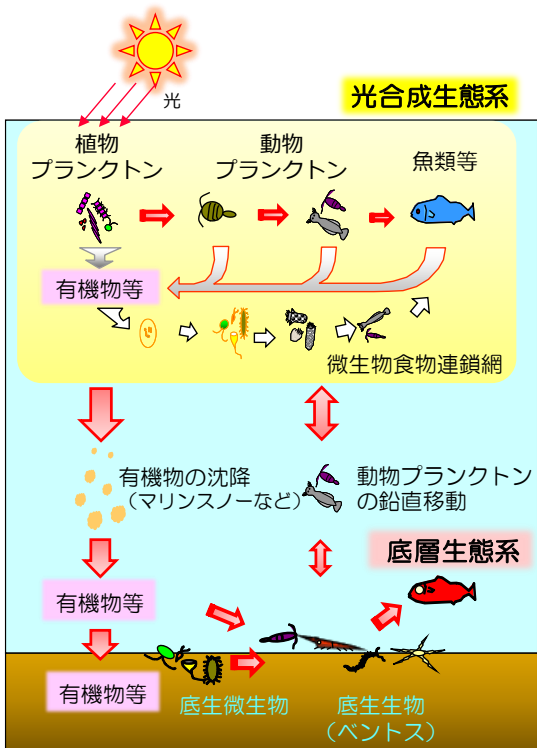 光
光合成生態系
植物
プランクトン
動物
プランクトン
魚類等
有機物等
微生物食物連鎖網
有機物の沈降
（マリンスノーなど）
動物プランクトン
の鉛直移動
底層生態系
有機物等
有機物等
底生微生物
底生生物
（ベントス）